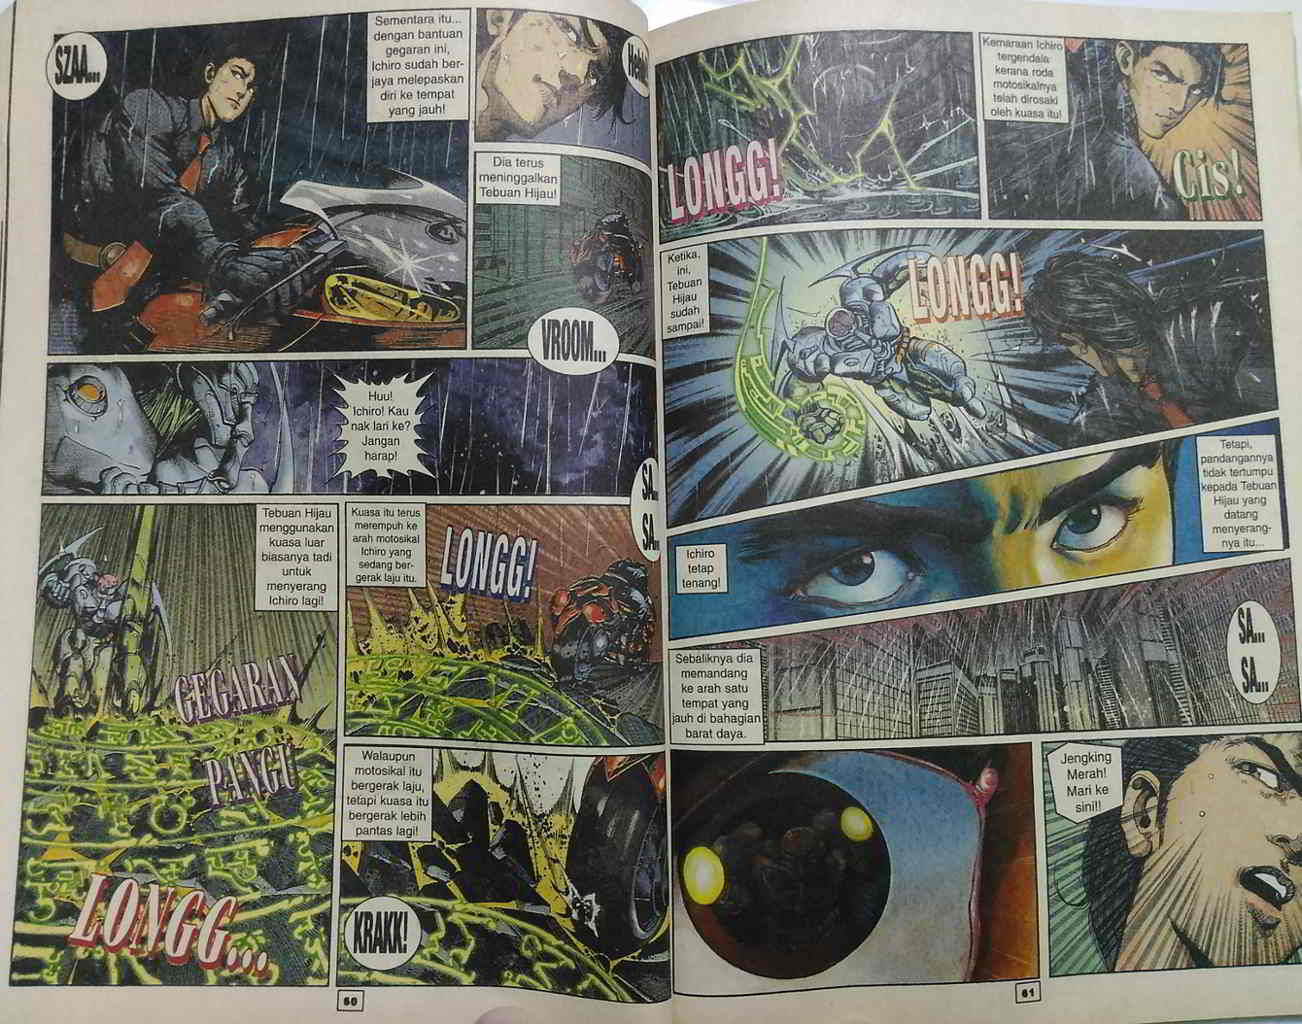 SZAA...
Sementara itu...
dengan bantuan
gegaran ini,
Ichiro sudah ber-
jaya melepaskan
diri ke tempat
yang jauh!
Dia terus
meninggalkan
Tebuan Hijau!
VROOM...
Huu!
Ichiro! Kau
nak lari ke?
Jangan
harap!
SA...
SA...
Tebuan Hijau
menggunakan
kuasa luar
biasanya tadi
untuk
menyerang
Ichiro lagi!
GEGARAN
PANGU
LONGG...
Kuasa itu terus
merempuh ke
arah motosikal
Ichiro yang
sedang ber-
gerak laju itu.
LONGG!
Walaupun
motosikal itu
bergerak laju,
tetapi kuasa itu
bergerak lebih
pantas lagi!
KRAKK!
60
LONGG!
Kemaraan Ichiro
tergendala
kerana roda
motosikalnya
telah dirosaki
oleh kuasa itu!
Cis!
Ketika,
ini,
Tebuan
Hijau
sudah
sampai!
LONGG!
Tetapi,
pandangannya
tidak tertumpu
kepada Tebuan
Hijau yang
datang
menyerang-
nya itu...
Ichiro
tetap
tenang!
Sebaliknya dia
memandang
ke arah satu
tempat yang
jauh di bahagian
barat daya.
SA...
SA...
Jengking
Merah!
Mari ke
sini!!
61